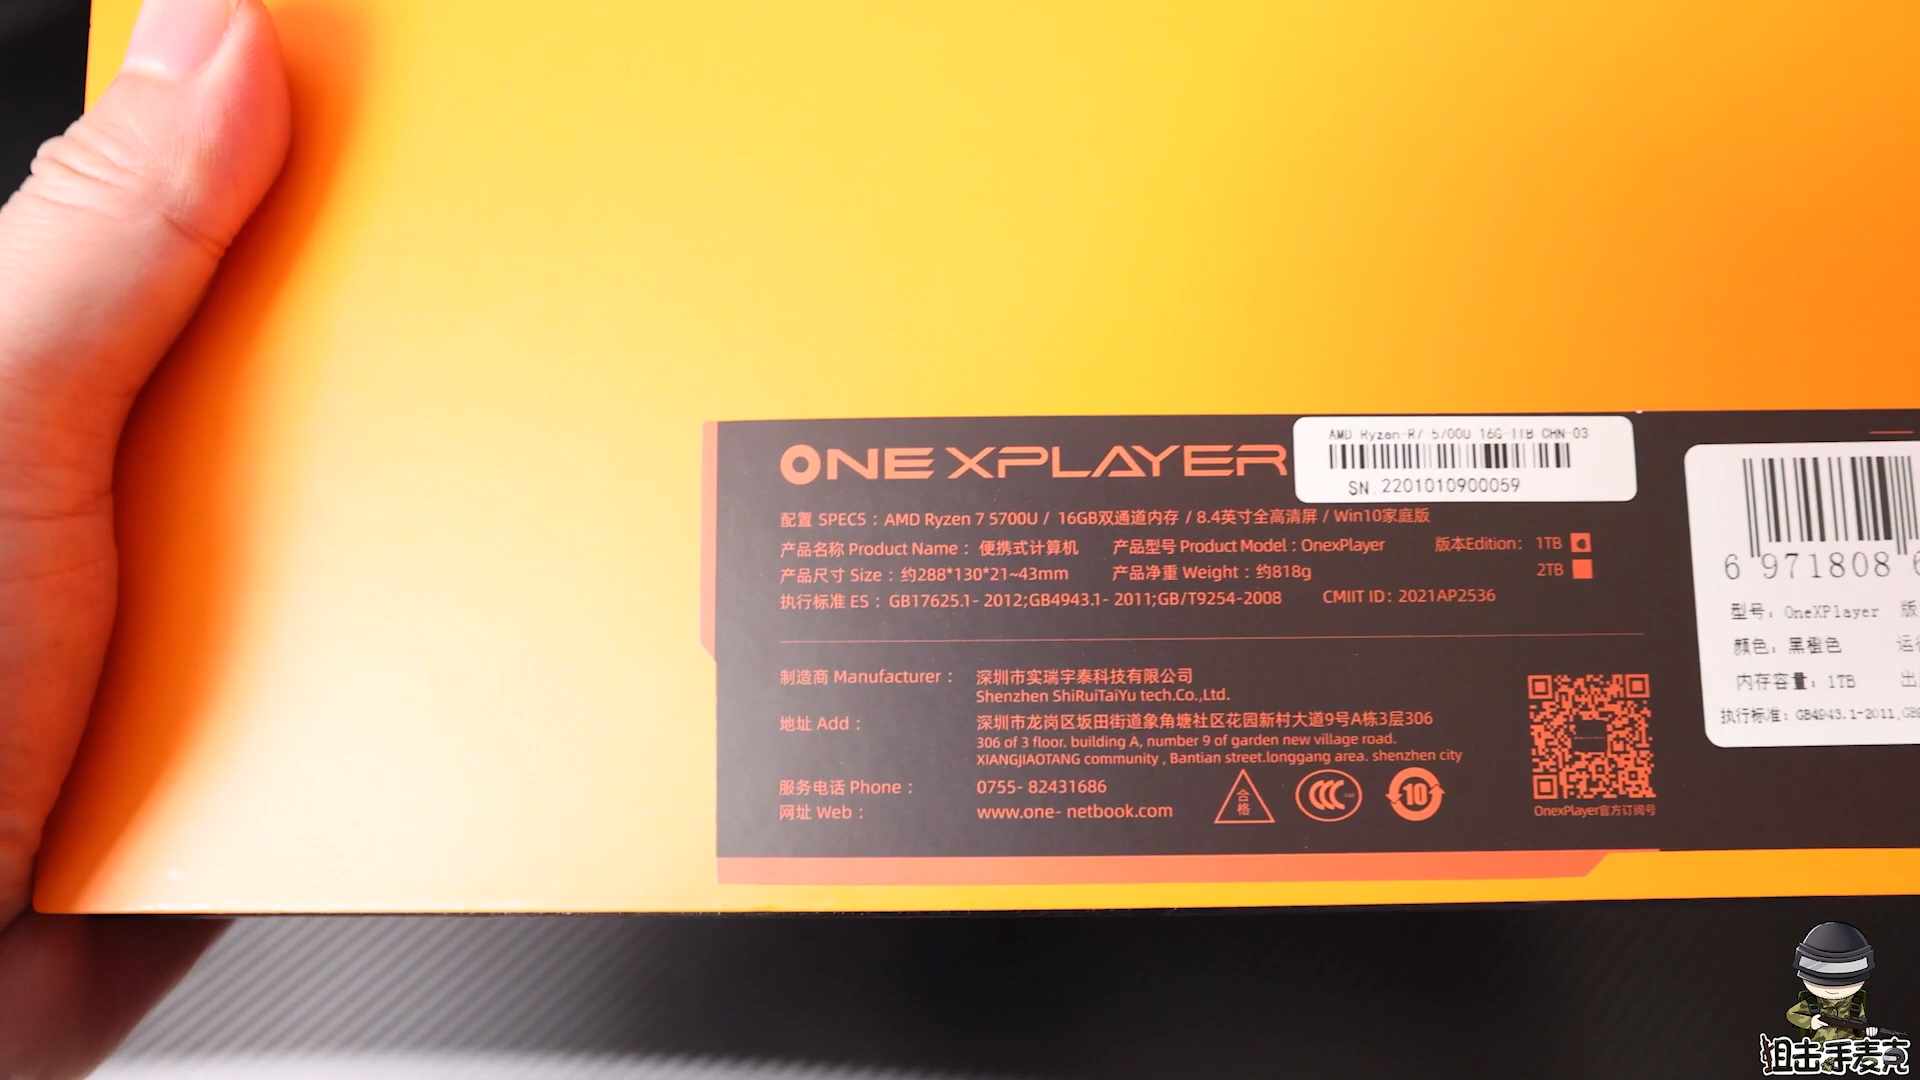 ONE XPLAYER
AMD Ryzen-R7 5700U 16G-1TB CHN-03
SN:2201010900059
配置 SPECS：AMD Ryzen 7 5700U / 16GB双通道内存 / 8.4英寸全高清屏 / Win10家庭版
产品名称 Product Name：便携式计算机 产品型号 Product Model：OnexPlayer 版本Edition：1TB
产品尺寸 Size：约288*130*21~43mm 产品净重 Weight：约818g 2TB
执行标准 ES：GB17625.1- 2012;GB4943.1- 2011;GB/T9254-2008 CMIIT ID：2021AP2536
制造商 Manufacturer：深圳市实瑞宇泰科技有限公司
Shenzhen ShiRuiTaiYu tech.Co.,Ltd.
地址 Add：深圳市龙岗区坂田街道象角塘社区花园新村大道9号A栋3层306
306 of 3 floor. building A, number 9 of garden new village road.
XIANGJIAOTANG community , Bantian street.longgang area. shenzhen city
服务电话 Phone：0755- 82431686
网址 Web：www.one- netbook.com
合格
CCC
10
OnexPlayer官方订阅号
6 971808
型号：OneXPlayer 版
颜色：黑橙色 运
内存容量：1TB 出
执行标准：GB4943.1-2011,GB
狙击手麦克